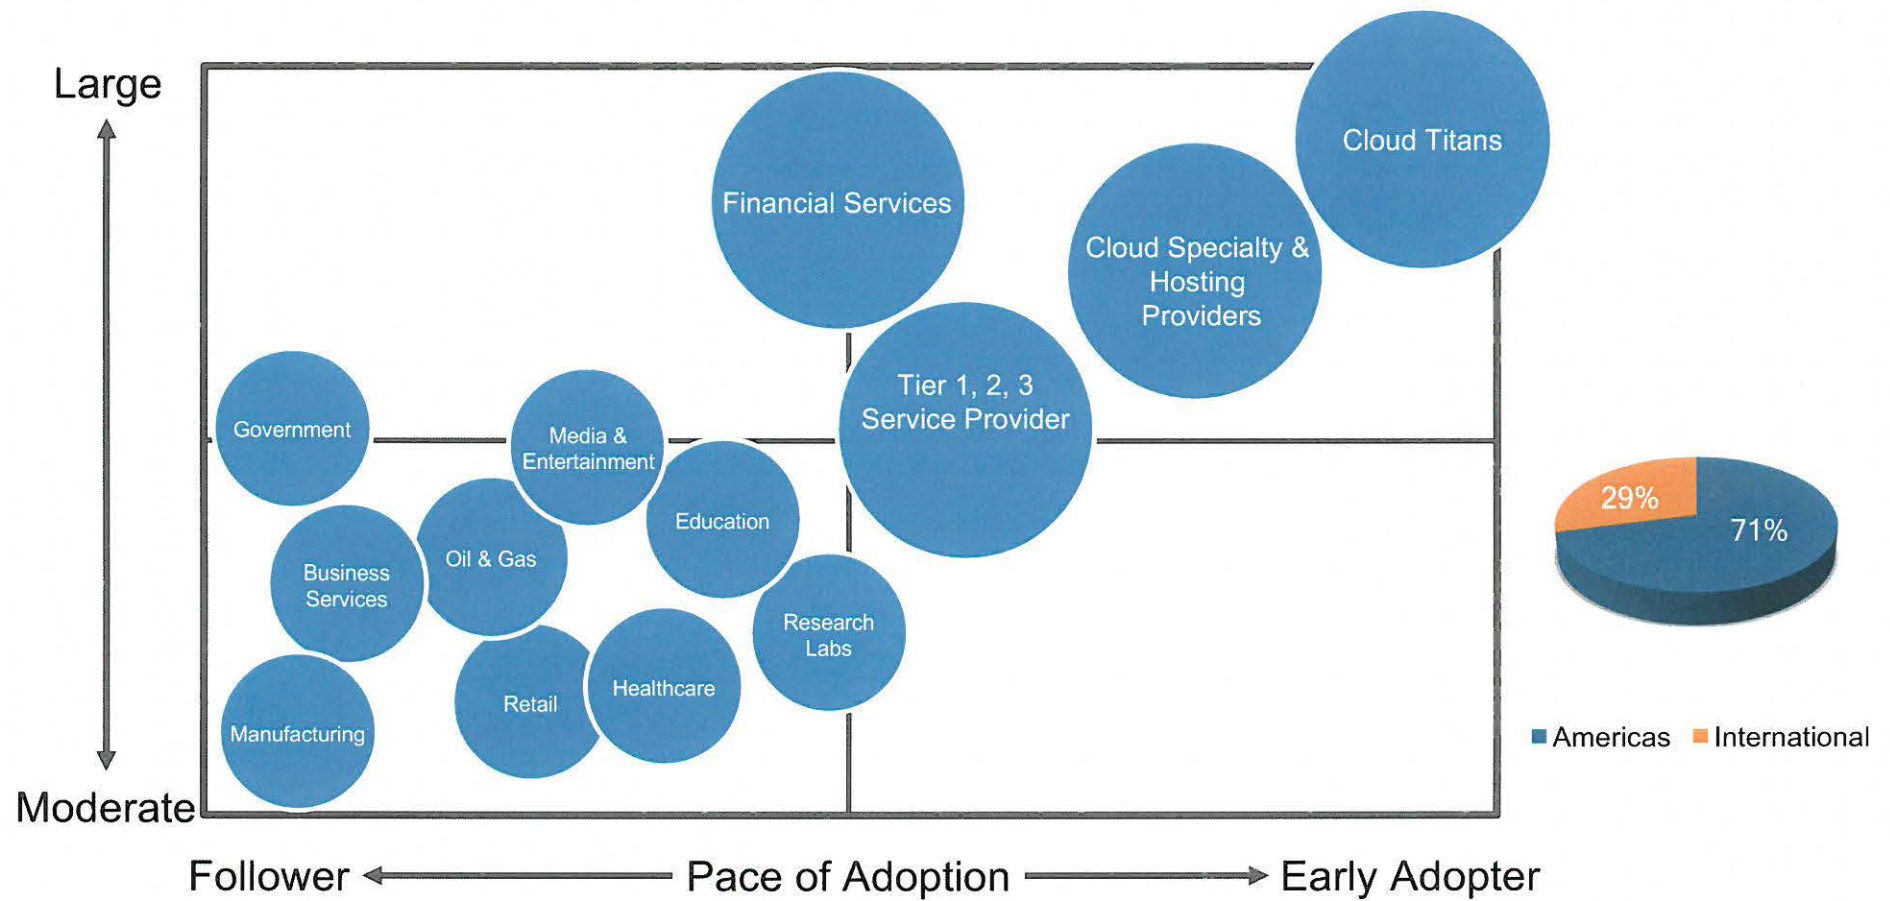 Large
Cloud Titans
Financial Services
Cloud Specialty &
Hosting
Providers
Tier 1, 2, 3
Service Provider
Government
Media &
Entertainment
Education
Oil & Gas
Business
Services
Research
Labs
Healthcare
Retail
Manufacturing
Moderate
Follower
Pace of Adoption
Early Adopter
29%
71%
Americas
International